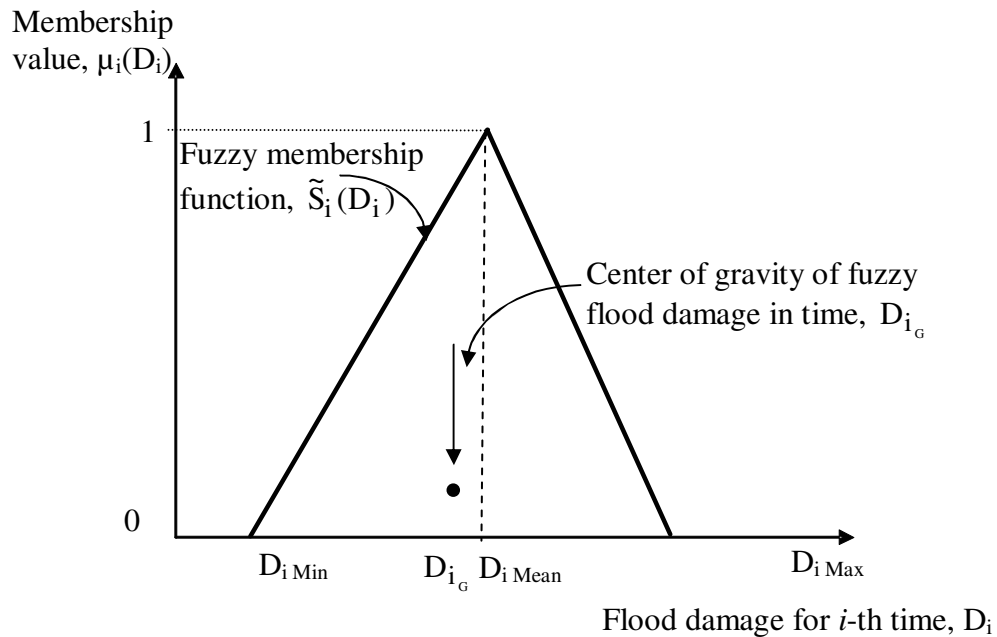 Membership
value, μi(Di)
1
Fuzzy membership
function, S̃i(Di)
Center of gravity of fuzzy
flood damage in time, DiG
0
Di Min
DiG
Di Mean
Di Max
Flood damage for i-th time, Di